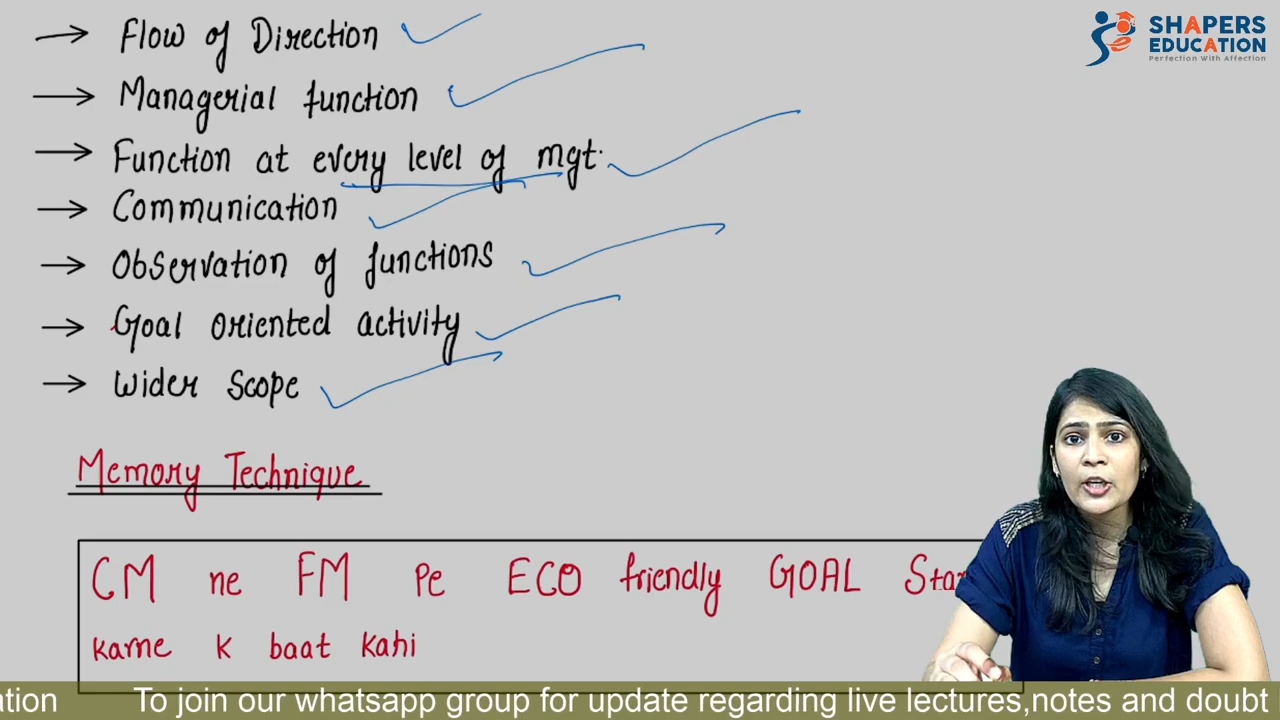 → Flow of Direction
→ Managerial function
→ Function at every level of mgt.
→ Communication
→ Observation of functions
→ Goal oriented activity
→ Wider Scope
Memory Technique
CM ne FM Pe ECO friendly GOAL
karne k baat kahi
SHAPERS
EDUCATION
Perfection With Affection
To join our whatsapp group for update regarding live lectures,notes and doubt